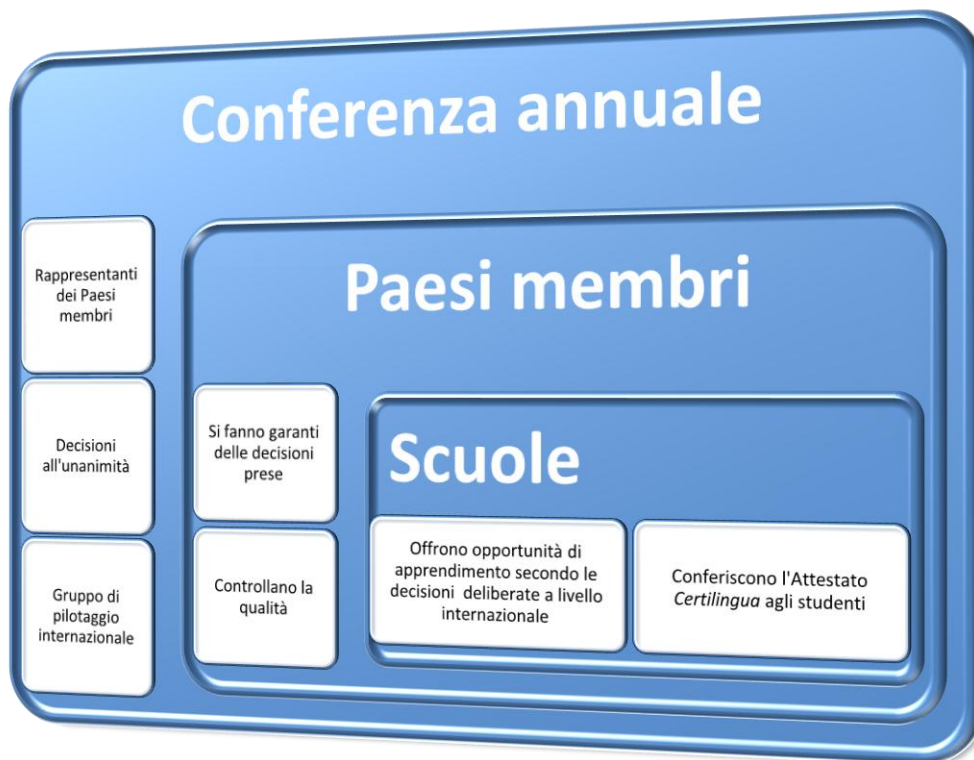 Conferenza annuale
Rappresentanti
dei Paesi
membri
Decisioni
all'unanimità
Gruppo di
pilotaggio
internazionale
Paesi membri
Si fanno garanti
delle decisioni
prese
Controllano la
qualità
Scuole
Offrono opportunità di
apprendimento secondo le
decisioni deliberate a livello
internazionale
Conferiscono l'Attestato
Certilingua agli studenti